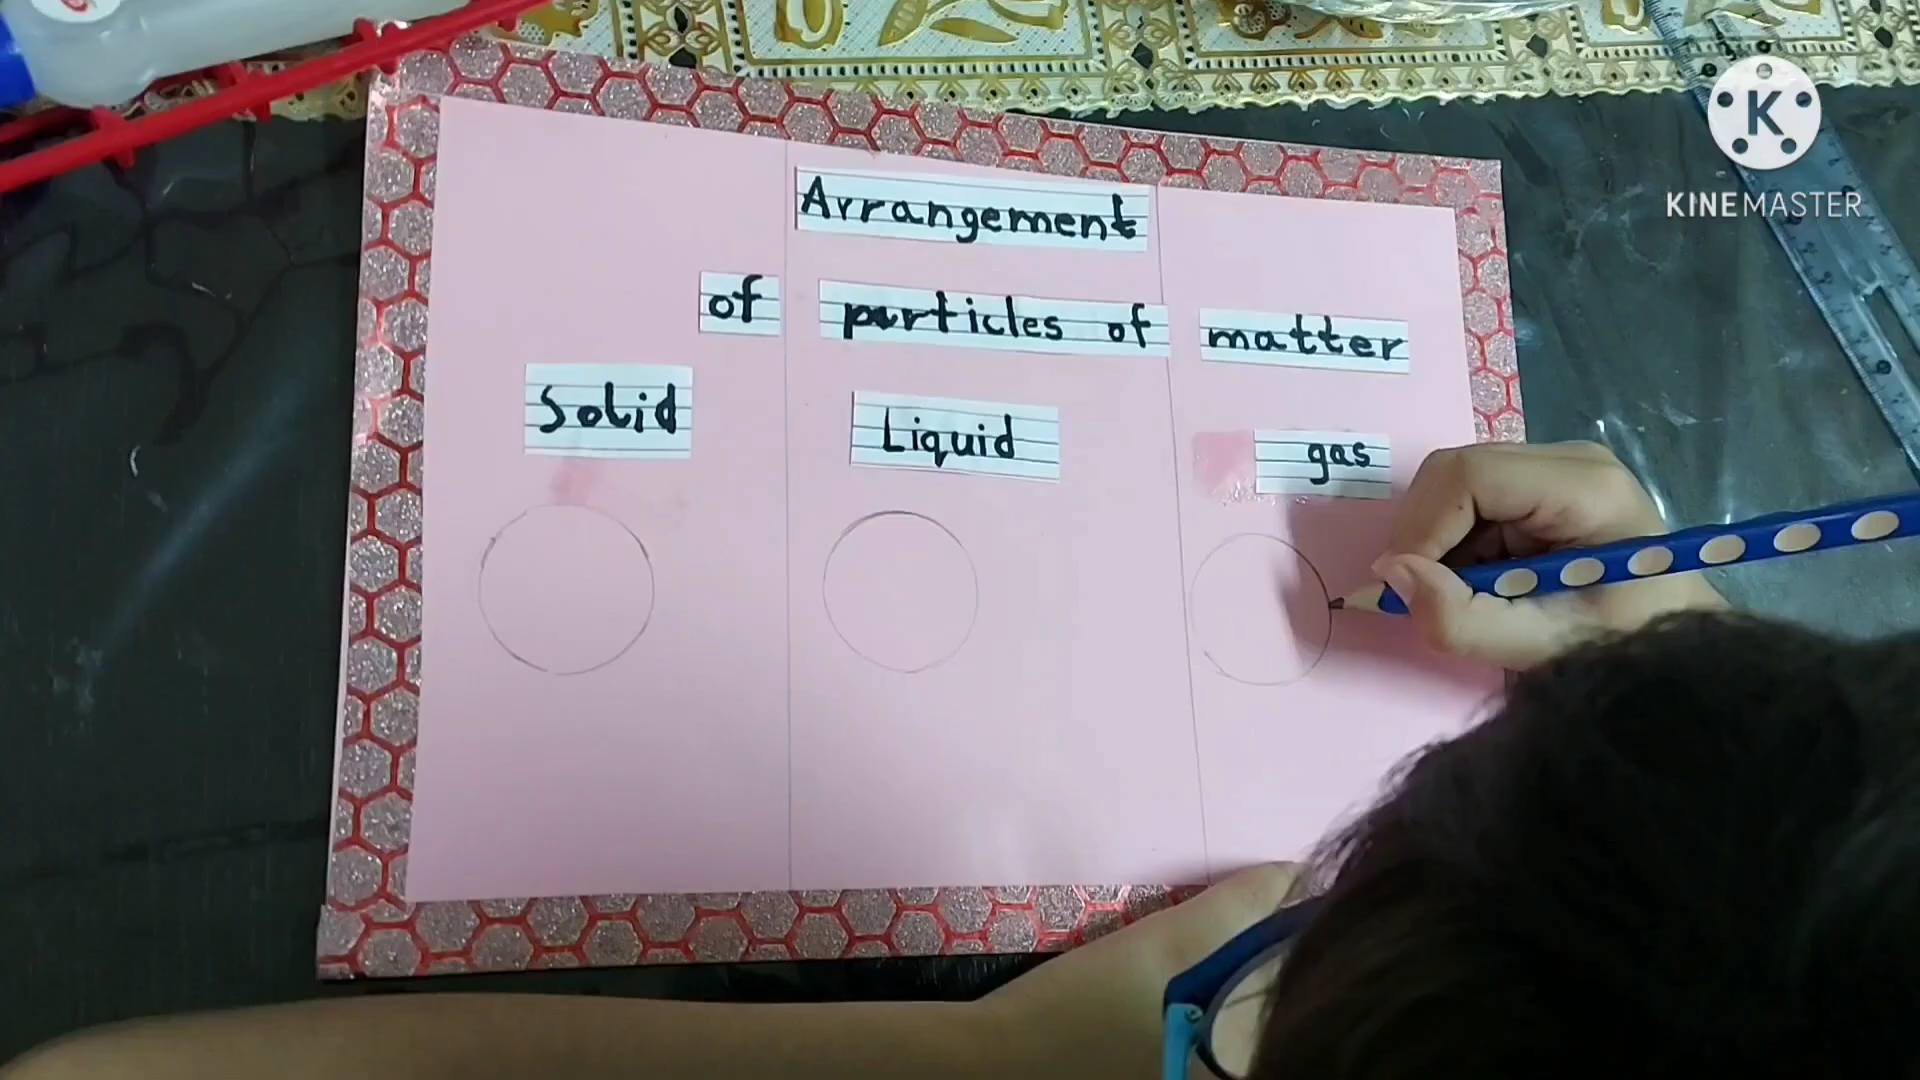 Arrangement
of particles of matter
Solid Liquid gas
K
KINEMASTER